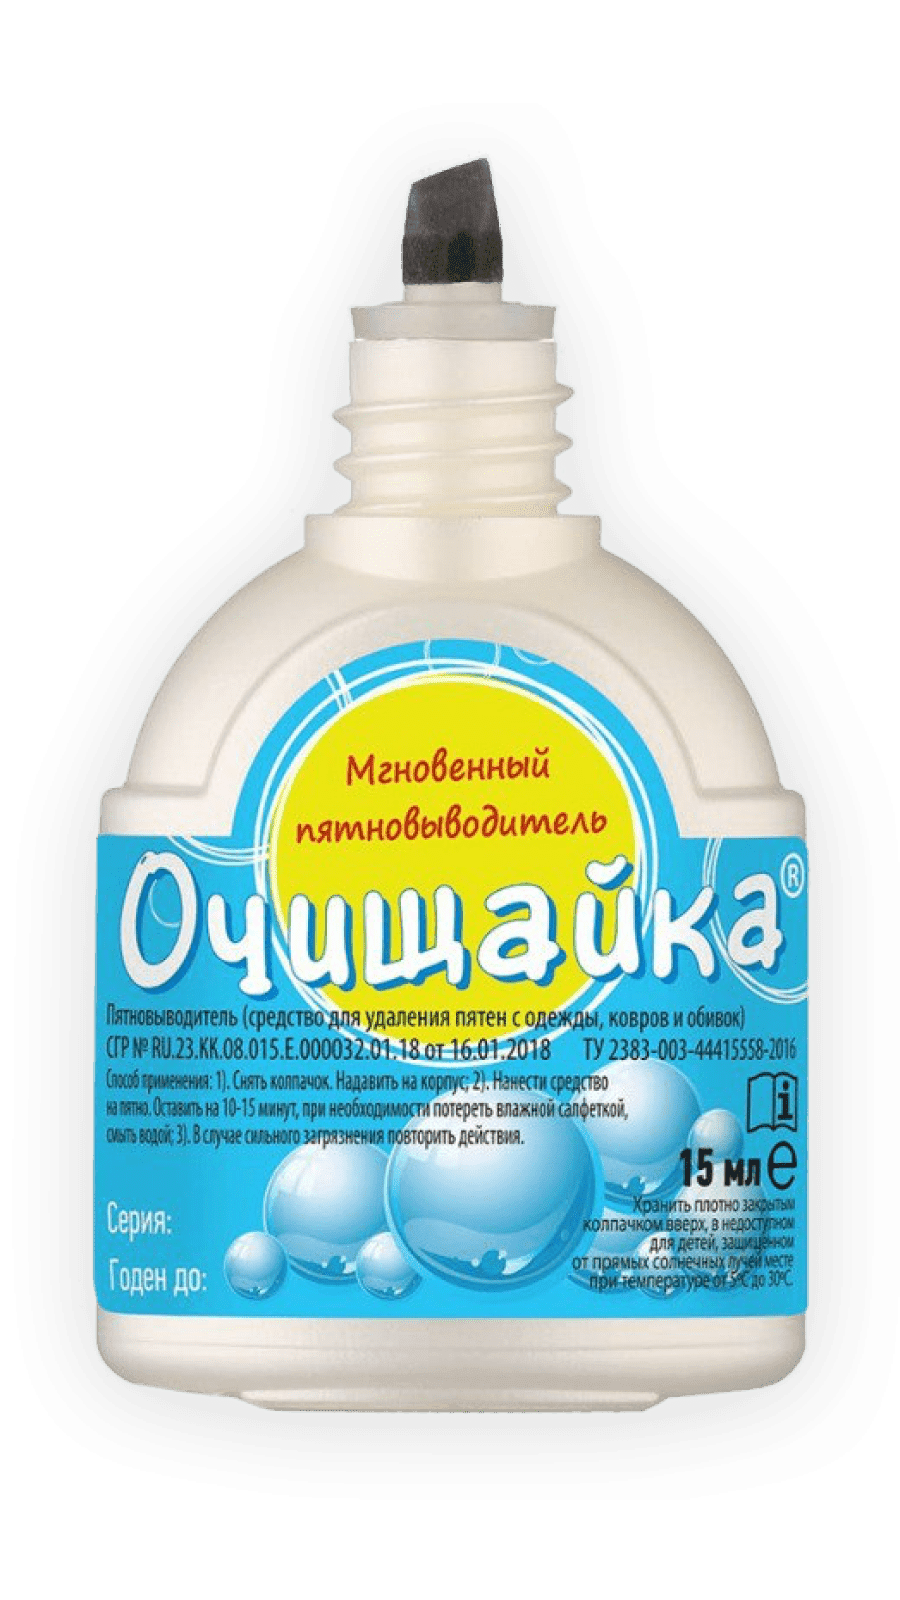 Мгновенный
пятновыводитель
Очищайка®
Пятновыводитель (средство для удаления пятен с одежды, ковров и обивок)
СГР № RU.23.КК.08.015.Е.000032.01.18 от 16.01.2018 ТУ 2383-003-44415558-2016
Способ применения: 1). Снять колпачок. Надавить на корпус; 2). Нанести средство
на пятно. Оставить на 10-15 минут, при необходимости потереть влажной салфеткой,
смыть водой; 3). В случае сильного загрязнения повторить действия.
i
15 мл e
Хранить плотно закрытым
колпачком вверх, в недоступном
для детей, защищенном
от прямых солнечных лучей месте
при температуре от 5°С до 30°С.
Серия:
Годен до: